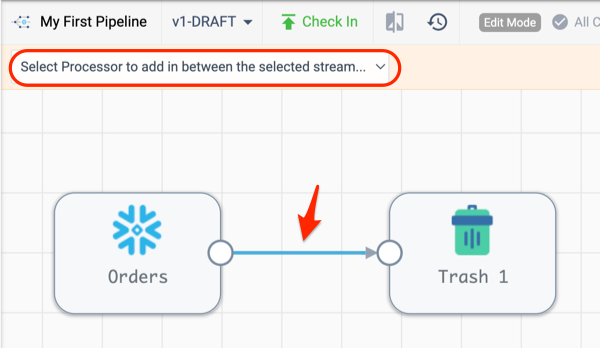 My First Pipeline v1-DRAFT Check In Edit Mode All
Select Processor to add in between the selected stream...
Orders Trash 1